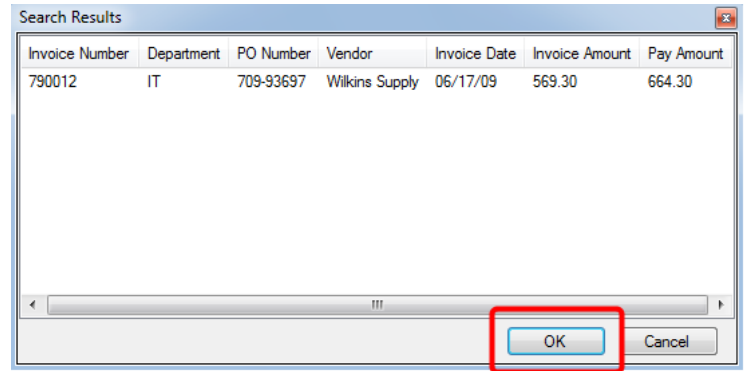 Search Results
Invoice Number Department PO Number Vendor Invoice Date Invoice Amount Pay Amount
790012 IT 709-93697 Wilkins Supply 06/17/09 569.30 664.30
OK Cancel